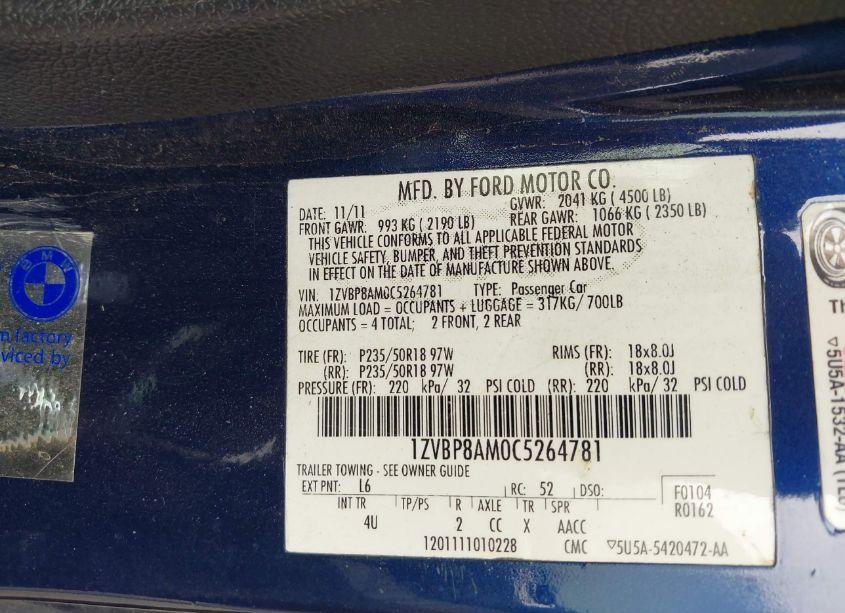 MFD. BY FORD MOTOR CO.
DATE: 11/11 GVWR: 2041 KG ( 4500 LB)
FRONT GAWR: 993 KG ( 2190 LB) REAR GAWR: 1066 KG ( 2350 LB)
THIS VEHICLE CONFORMS TO ALL APPLICABLE FEDERAL MOTOR
VEHICLE SAFETY, BUMPER, AND THEFT PREVENTION STANDARDS
IN EFFECT ON THE DATE OF MANUFACTURE SHOWN ABOVE.
VIN: 1ZVBP8AM0C5264781 TYPE: Passenger Car
MAXIMUM LOAD = OCCUPANTS + LUGGAGE = 317KG/ 700LB
OCCUPANTS = 4 TOTAL; 2 FRONT, 2 REAR
TIRE (FR): P235/50R18 97W RIMS (FR): 18x8.0J
(RR): P235/50R18 97W (RR): 18x8.0J
PRESSURE (FR): 220 kPa/ 32 PSI COLD (RR): 220 kPa/ 32 PSI COLD
1ZVBP8AM0C5264781
TRAILER TOWING - SEE OWNER GUIDE
EXT PNT: L6 RC: 52 DSO: F0104
INT TR TP/PS R AXLE TR SPR R0162
4U 2 CC X AACC
1201111010228 CMC ▽5U5A-5420472-AA
BMW
m factory
viced by
Th
▽5U5A-1532-AA (TE